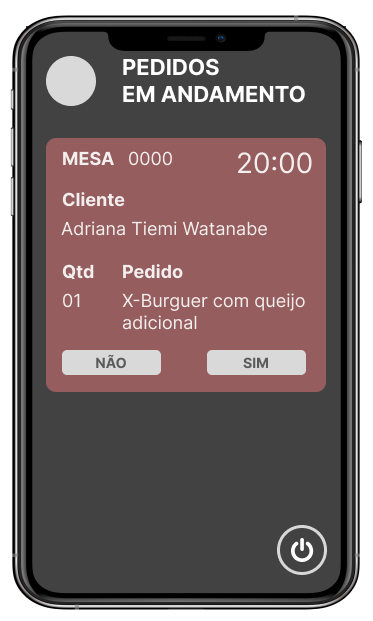 PEDIDOS
EM ANDAMENTO
MESA 0000 20:00
Cliente
Adriana Tiemi Watanabe
Qtd Pedido
01 X-Burguer com queijo
adicional
NÃO SIM